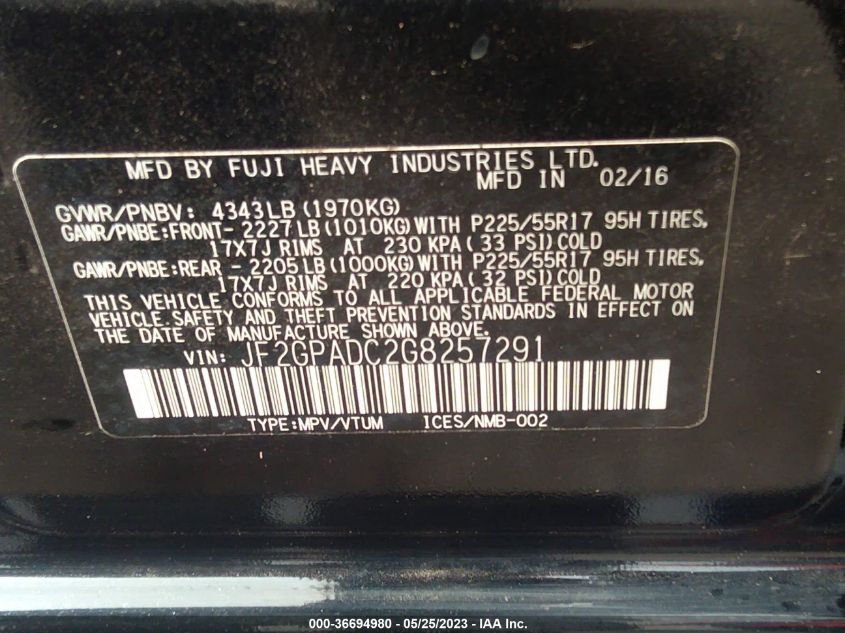 MFD BY FUJI HEAVY INDUSTRIES LTD.
MFD IN 02/16
GVWR/PNBV: 4343LB (1970KG)
GAWR/PNBE:FRONT- 2227LB (1010KG) WITH P225/55R17 95H TIRES,
17X7J RIMS AT 230 KPA ( 33 PSI) COLD
GAWR/PNBE:REAR - 2205LB (1000KG) WITH P225/55R17 95H TIRES,
17X7J RIMS AT 220 KPA ( 32 PSI) COLD
THIS VEHICLE CONFORMS TO ALL APPLICABLE FEDERAL MOTOR
VEHICLE SAFETY AND THEFT PREVENTION STANDARDS IN EFFECT ON
THE DATE OF MANUFACTURE SHOWN ABOVE.
VIN: JF2GPADC2G8257291
TYPE:MPV/VTUM ICES/NMB-002
000-36694980 - 05/25/2023 - IAA Inc.